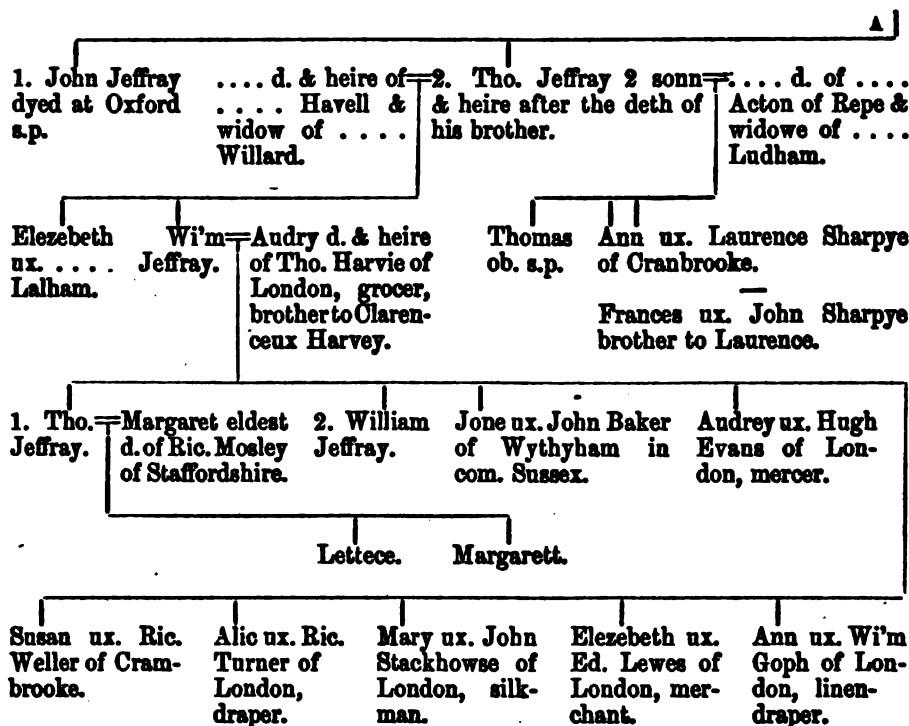 A
1. John Jeffray
dyed at Oxford
s.p.
.... d. & heire of
.... Havell &
widow of ....
Willard.
=2. Tho. Jeffray 2 sonn=
& heire after the deth of
his brother.
.... d. of ....
Acton of Repe &
widowe of ....
Ludham.
Elezebeth
ux. ....
Lalham.
Wi'm=
Jeffray.
Audry d. & heire
of Tho. Harvie of
London, grocer,
brother to Claren-
ceux Harvey.
Thomas
ob. s.p.
Ann ux. Laurence Sharpye
of Cranbrooke.
—
Frances ux. John Sharpye
brother to Laurence.
1. Tho.=
Jeffray.
Margaret eldest
d. of Ric. Mosley
of Staffordshire.
2. William
Jeffray.
Jone ux. John Baker
of Wythyham in
com. Sussex.
Audrey ux. Hugh
Evans of Lon-
don, mercer.
Lettece.
Margarett.
Susan ux. Ric.
Weller of Cram-
brooke.
Alic ux. Ric.
Turner of
London,
draper.
Mary ux. John
Stackhowse of
London, silk-
man.
Elezebeth ux.
Ed. Lewes of
London, mer-
chant.
Ann ux. Wi'm
Goph of Lon-
don, linen-
draper.